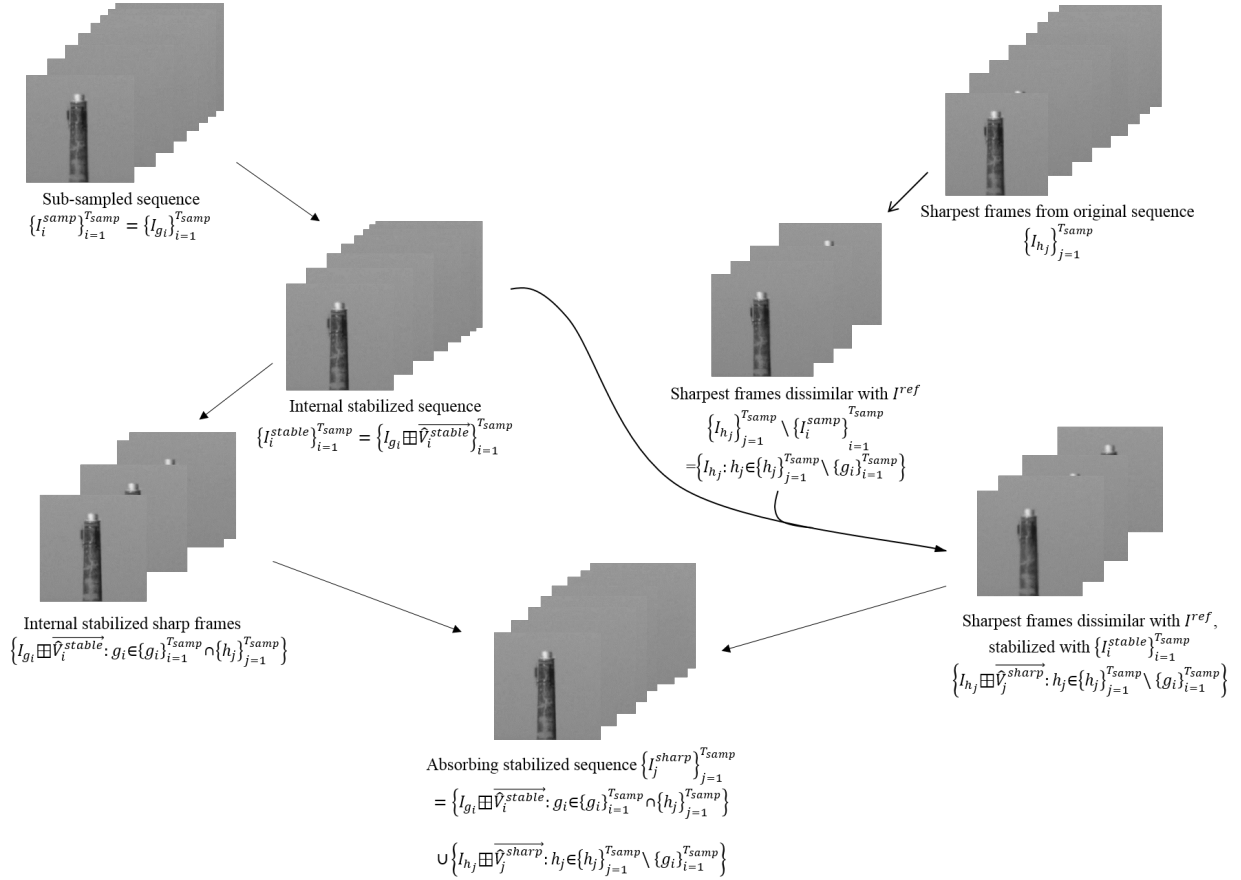 Sub-sampled sequence
{I_i^{samp}}_{i=1}^{T_{samp}} = {I_{g_i}}_{i=1}^{T_{samp}}
Sharpest frames from original sequence
{I_{h_j}}_{j=1}^{T_{samp}}
Internal stabilized sequence
{I_i^{stable}}_{i=1}^{T_{samp}} = {I_{g_i}⊞\overrightarrow{\hat{V}_i^{stable}}}_{i=1}^{T_{samp}}
Sharpest frames dissimilar with I^{ref}
{I_{h_j}}_{j=1}^{T_{samp}} \ {I_i^{samp}}_{i=1}^{T_{samp}}
={I_{h_j}: h_j∈{h_j}_{j=1}^{T_{samp}} \ {g_i}_{i=1}^{T_{samp}}}
Internal stabilized sharp frames
{I_{g_i}⊞\overrightarrow{\hat{V}_i^{stable}}: g_i∈{g_i}_{i=1}^{T_{samp}}∩{h_j}_{j=1}^{T_{samp}}}
Sharpest frames dissimilar with I^{ref},
stabilized with {I_i^{stable}}_{i=1}^{T_{samp}}
{I_{h_j}⊞\overrightarrow{\hat{V}_j^{sharp}}: h_j∈{h_j}_{j=1}^{T_{samp}} \ {g_i}_{i=1}^{T_{samp}}}
Absorbing stabilized sequence {I_j^{sharp}}_{j=1}^{T_{samp}}
= {I_{g_i}⊞\overrightarrow{\hat{V}_i^{stable}}: g_i∈{g_i}_{i=1}^{T_{samp}}∩{h_j}_{j=1}^{T_{samp}}}
∪{I_{h_j}⊞\overrightarrow{\hat{V}_j^{sharp}}: h_j∈{h_j}_{j=1}^{T_{samp}} \ {g_i}_{i=1}^{T_{samp}}}